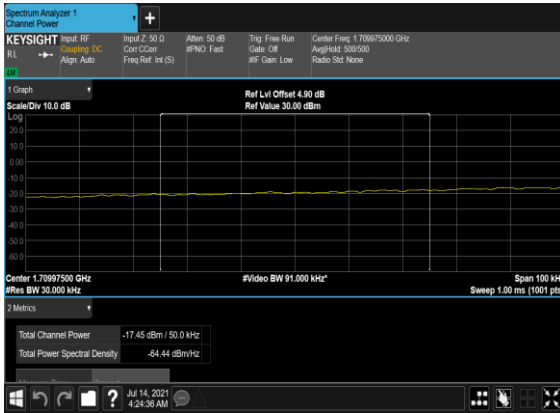 Spectrum Analyzer 1
Channel Power
KEYSIGHT
RL
Input: RF
Coupling: DC
Align: Auto
Input Z: 50 Ω
Corr CCorr
Freq Ref: Int (S)
Atten: 50 dB
#PNO: Fast
Trig: Free Run
Gate: Off
#IF Gain: Low
Center Freq: 1.709975000 GHz
Avg|Hold: 500/500
Radio Std: None
1 Graph
Scale/Div 10.0 dB
Ref Lvl Offset 4.90 dB
Ref Value 30.00 dBm
Log
20.0
10.0
0.00
-10.0
-20.0
-30.0
-40.0
-50.0
-60.0
Center 1.70997500 GHz
#Video BW 91.000 kHz*
Span 100 kH
#Res BW 30.000 kHz
Sweep 1.00 ms (1001 pts
2 Metrics
Total Channel Power -17.45 dBm / 50.0 kHz
Total Power Spectral Density -64.44 dBm/Hz
?
Jul 14, 2021
4:24:36 AM